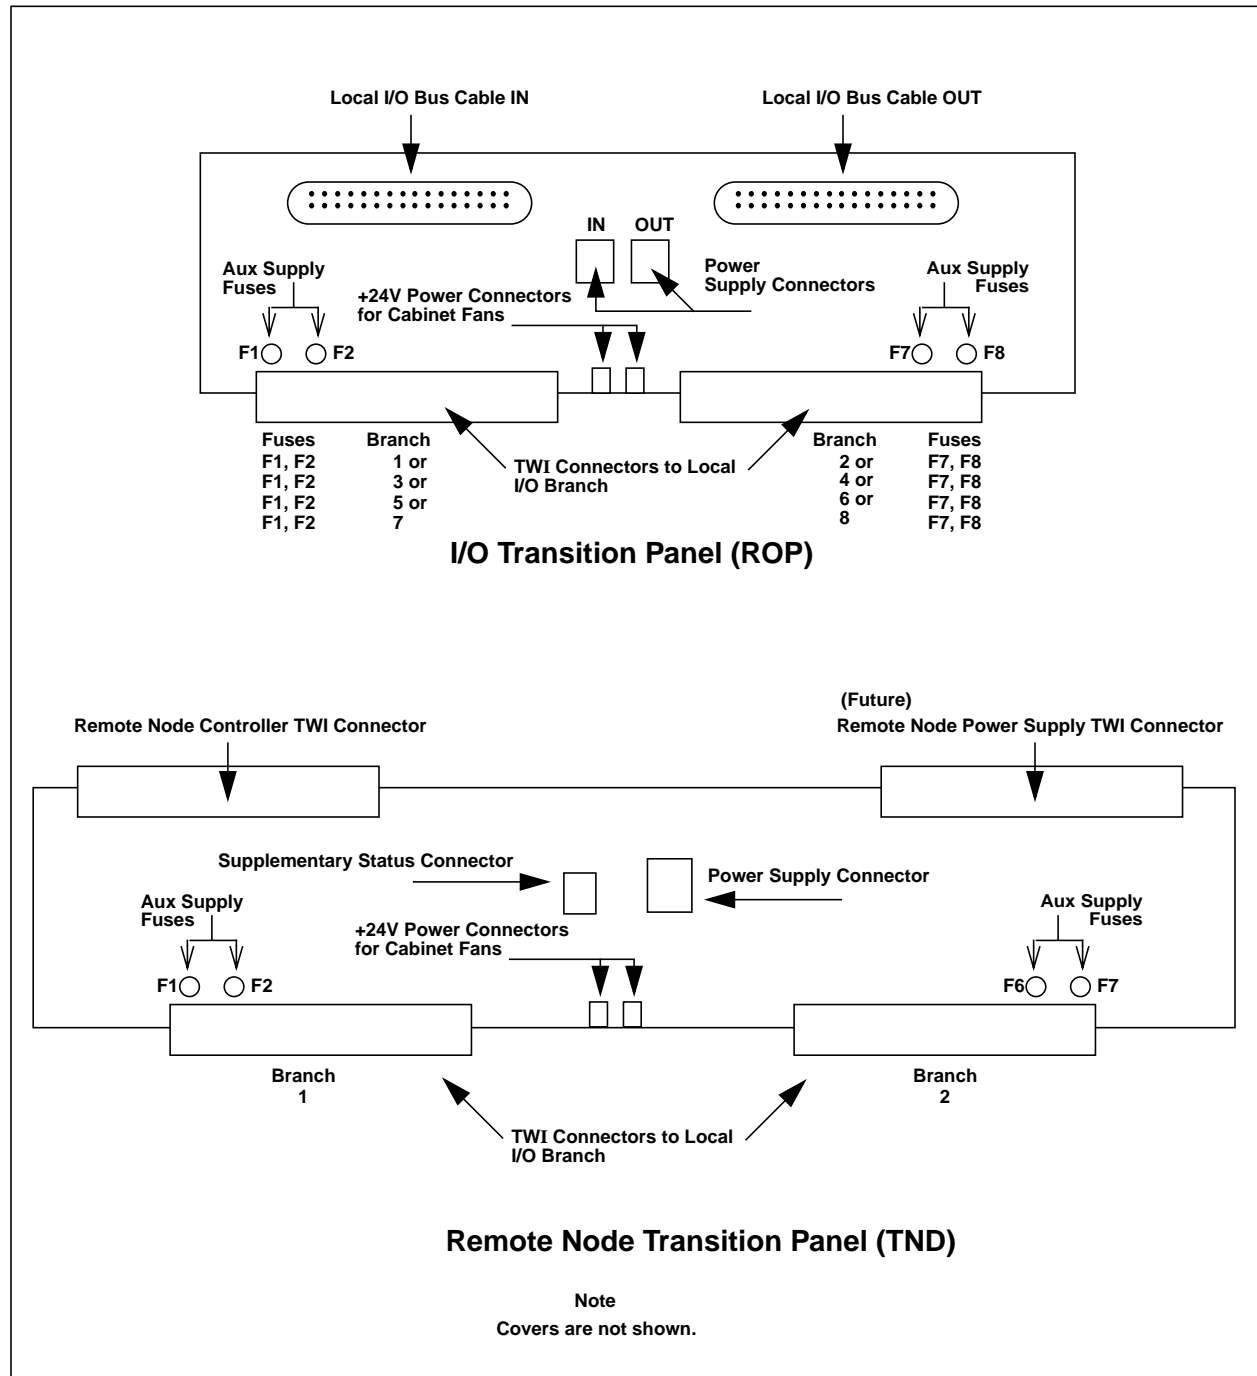 Local I/O Bus Cable IN
Local I/O Bus Cable OUT
IN OUT
Aux Supply
Fuses
+24V Power Connectors
for Cabinet Fans
Power
Supply Connectors
Aux Supply
Fuses
F1 F2
F7 F8
Fuses Branch
F1, F2 1 or
F1, F2 3 or
F1, F2 5 or
F1, F2 7
TWI Connectors to Local
I/O Branch
Branch Fuses
2 or F7, F8
4 or F7, F8
6 or F7, F8
8 F7, F8
I/O Transition Panel (ROP)
Remote Node Controller TWI Connector
(Future)
Remote Node Power Supply TWI Connector
Supplementary Status Connector
Power Supply Connector
Aux Supply
Fuses
+24V Power Connectors
for Cabinet Fans
Aux Supply
Fuses
F1 F2
F6 F7
Branch
1
Branch
2
TWI Connectors to Local
I/O Branch
Remote Node Transition Panel (TND)
Note
Covers are not shown.